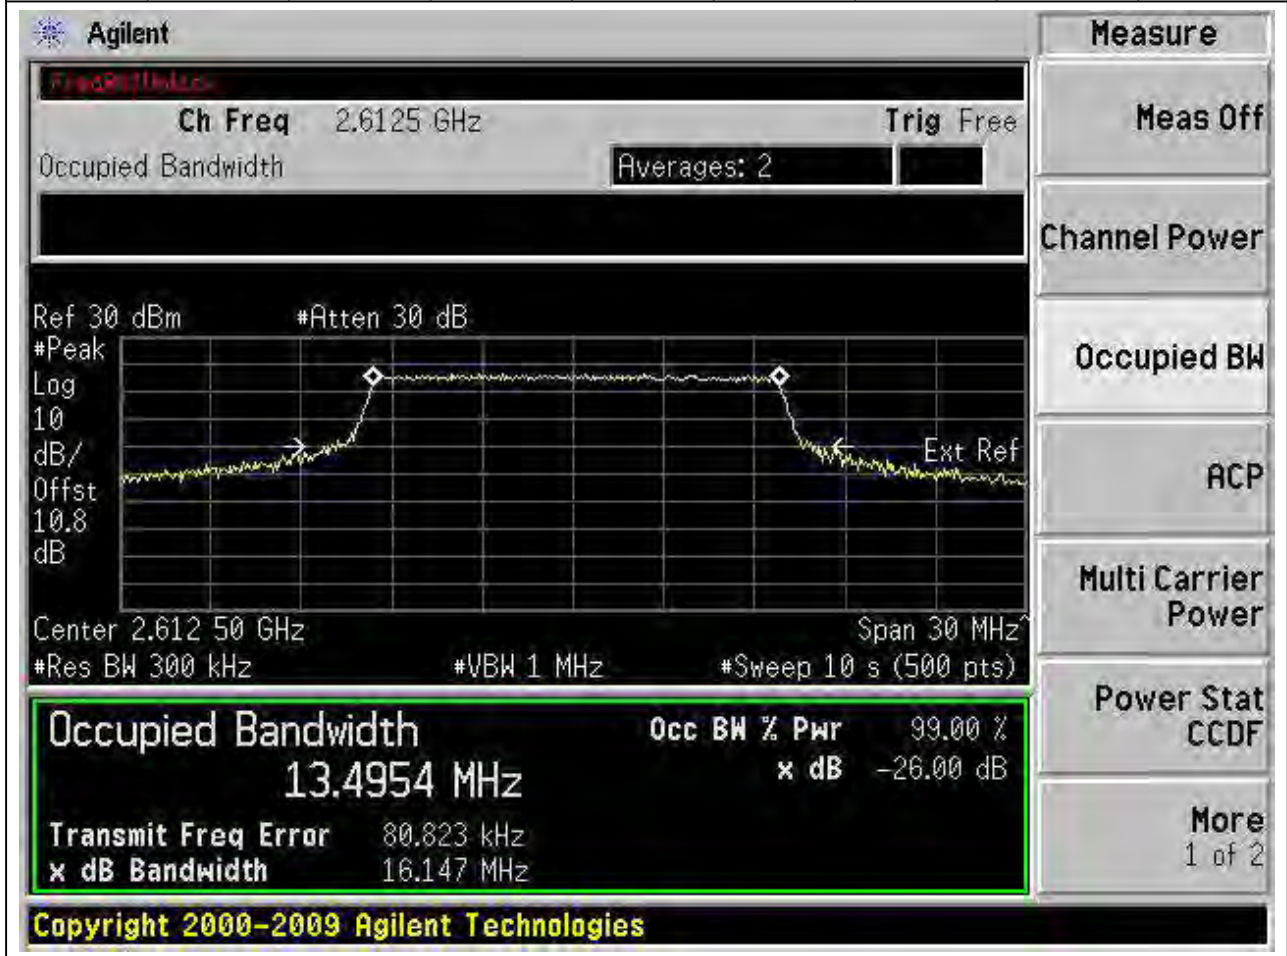 Agilent
Measure
Ch Freq 2.6125 GHz Trig Free
Occupied Bandwidth Averages: 2
Meas Off
Channel Power
Occupied BW
ACP
Multi Carrier
Power
Power Stat
CCDF
More
1 of 2
Ref 30 dBm #Atten 30 dB
#Peak
Log
10
dB/
Offst
10.8
dB
Ext Ref
Center 2.612 50 GHz Span 30 MHz^
#Res BW 300 kHz #VBW 1 MHz #Sweep 10 s (500 pts)
Occupied Bandwidth Occ BW % Pwr 99.00 %
13.4954 MHz x dB -26.00 dB
Transmit Freq Error 80.823 kHz
x dB Bandwidth 16.147 MHz
Copyright 2000-2009 Agilent Technologies